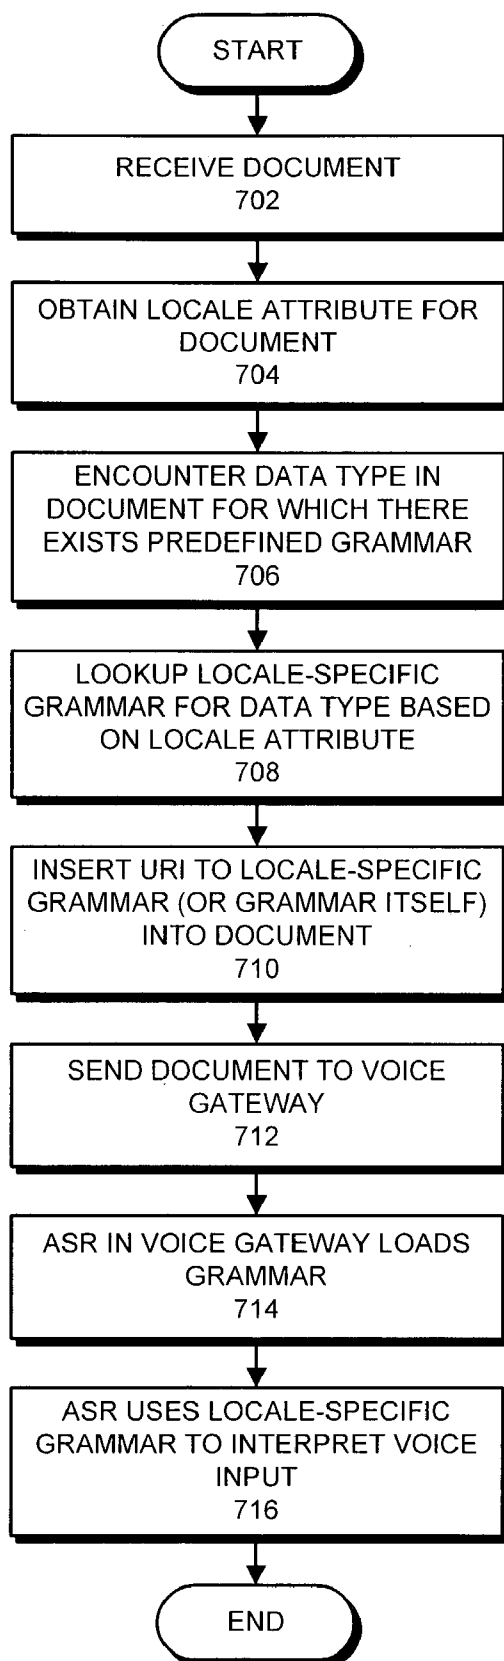 START
RECEIVE DOCUMENT
702
OBTAIN LOCALE ATTRIBUTE FOR
DOCUMENT
704
ENCOUNTER DATA TYPE IN
DOCUMENT FOR WHICH THERE
EXISTS PREDEFINED GRAMMAR
706
LOOKUP LOCALE-SPECIFIC
GRAMMAR FOR DATA TYPE BASED
ON LOCALE ATTRIBUTE
708
INSERT URI TO LOCALE-SPECIFIC
GRAMMAR (OR GRAMMAR ITSELF)
INTO DOCUMENT
710
SEND DOCUMENT TO VOICE
GATEWAY
712
ASR IN VOICE GATEWAY LOADS
GRAMMAR
714
ASR USES LOCALE-SPECIFIC
GRAMMAR TO INTERPRET VOICE
INPUT
716
END